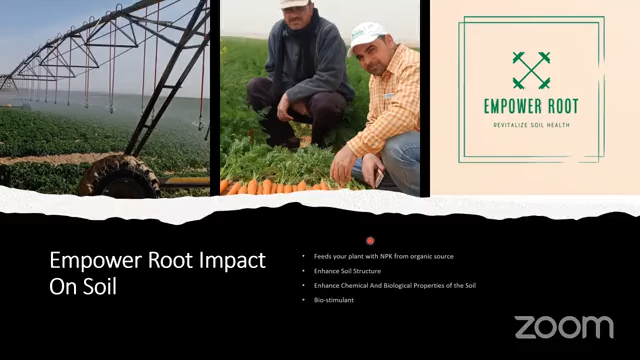 EMPOWER ROOT
REVITALIZE SOIL HEALTH
Empower Root Impact
On Soil
• Feeds your plant with NPK from organic source
• Enhance Soil Structure
• Enhance Chemical And Biological Properties of the Soil
• Bio-stimulant
zoom